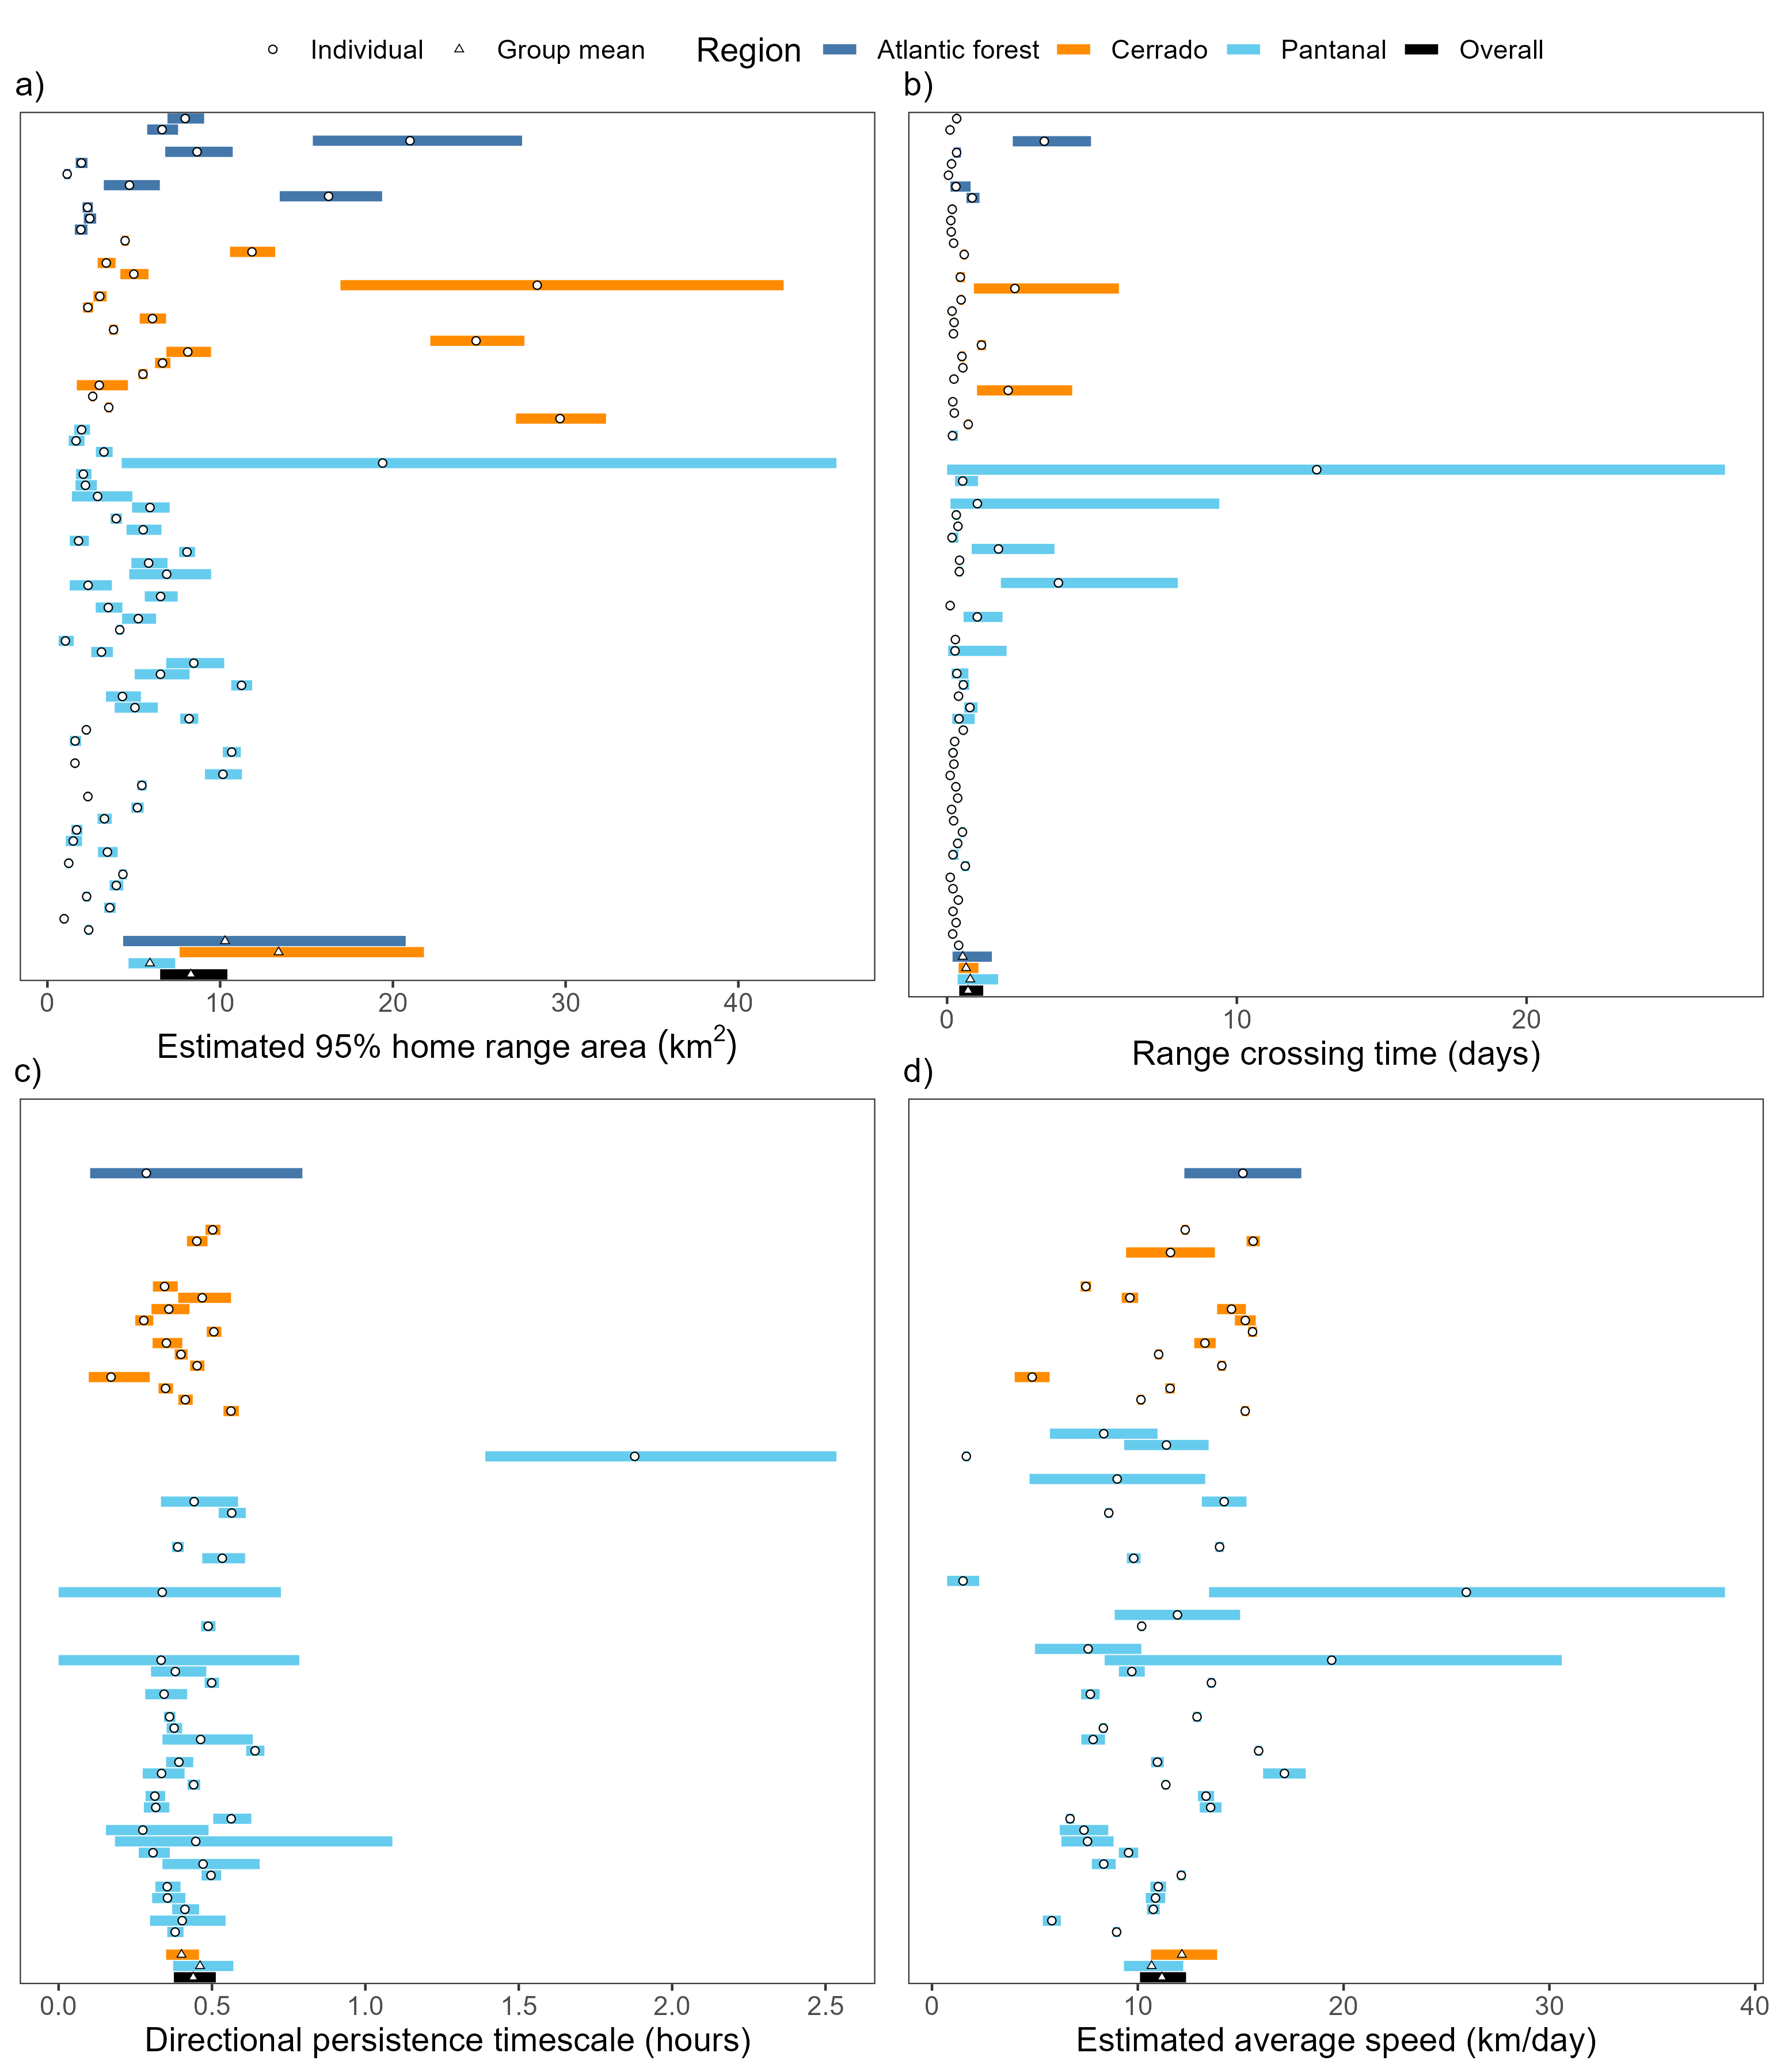 Individual Group mean Region Atlantic forest Cerrado Pantanal Overall
a) b)
0 10 20 30 40
Estimated 95% home range area (km²)
0 10 20
Range crossing time (days)
c) d)
0.0 0.5 1.0 1.5 2.0 2.5
Directional persistence timescale (hours)
0 10 20 30 40
Estimated average speed (km/day)